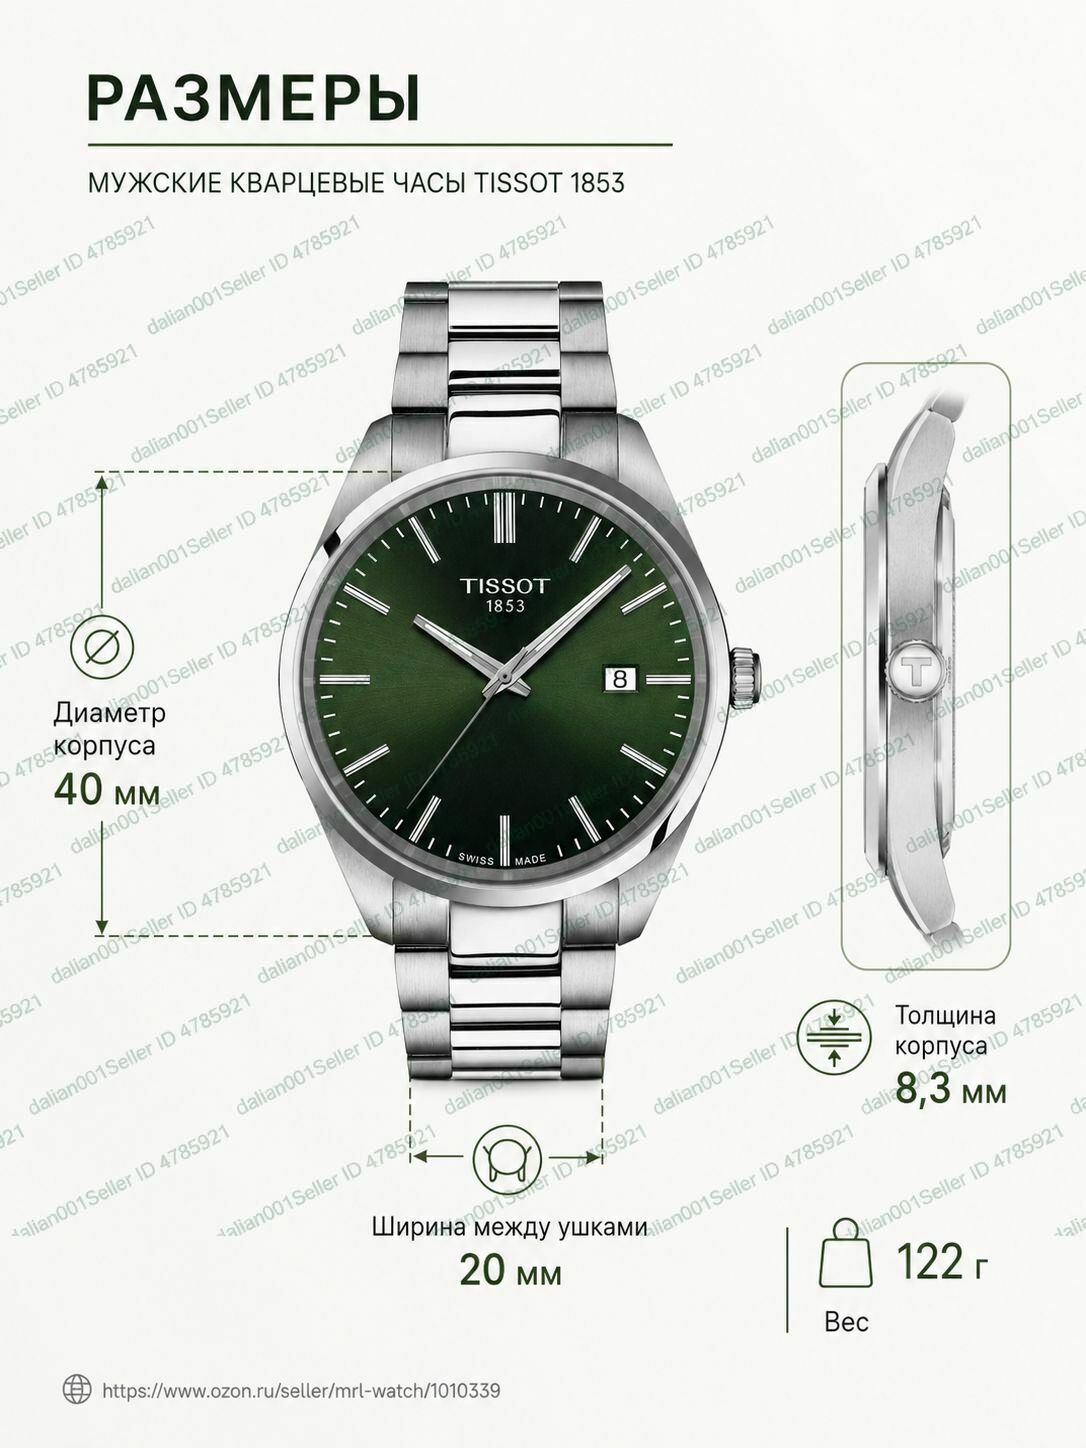 РАЗМЕРЫ
МУЖСКИЕ КВАРЦЕВЫЕ ЧАСЫ TISSOT 1853
dalian001Seller ID 4785921
TISSOT
1853
8
SWISS MADE
T
Диаметр
корпуса
40 мм
Толщина
корпуса
8,3 мм
Ширина между ушками
20 мм
122 г
Вес
https://www.ozon.ru/seller/mrl-watch/1010339